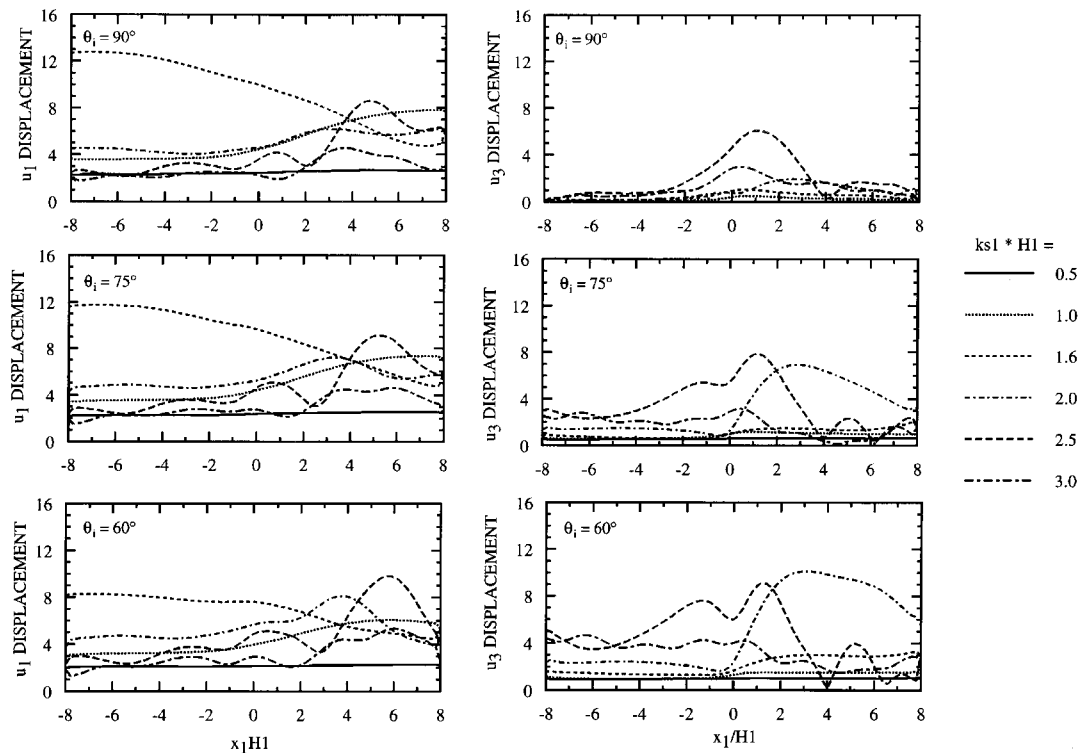 16
12
8
4
0
θi = 90°
u1 DISPLACEMENT
-8 -6 -4 -2 0 2 4 6 8
16
12
8
4
0
θi = 90°
u3 DISPLACEMENT
-8 -6 -4 -2 0 2 4 6 8
16
12
8
4
0
θi = 75°
u1 DISPLACEMENT
-8 -6 -4 -2 0 2 4 6 8
16
12
8
4
0
θi = 75°
u3 DISPLACEMENT
-8 -6 -4 -2 0 2 4 6 8
16
12
8
4
0
θi = 60°
u1 DISPLACEMENT
-8 -6 -4 -2 0 2 4 6 8
x1H1
16
12
8
4
0
θi = 60°
u3 DISPLACEMENT
-8 -6 -4 -2 0 2 4 6 8
x1/H1
ks1 * H1 =
0.5
1.0
1.6
2.0
2.5
3.0